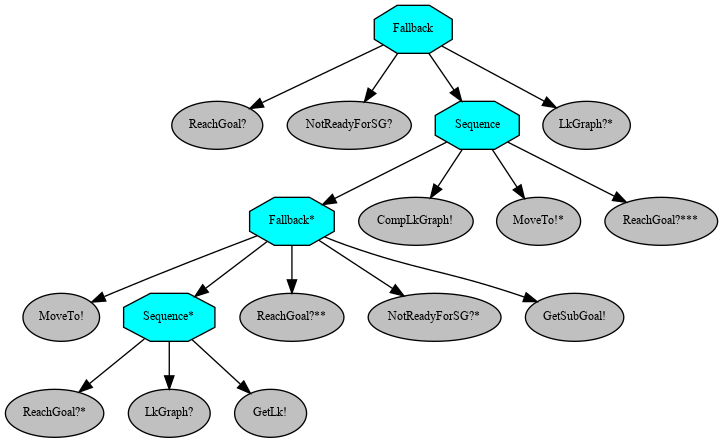 Fallback
ReachGoal?
NotReadyForSG?
Sequence
LkGraph?*
Fallback*
CompLkGraph!
MoveTo!*
ReachGoal?***
MoveTo!
Sequence*
ReachGoal?**
NotReadyForSG?*
GetSubGoal!
ReachGoal?*
LkGraph?
GetLk!